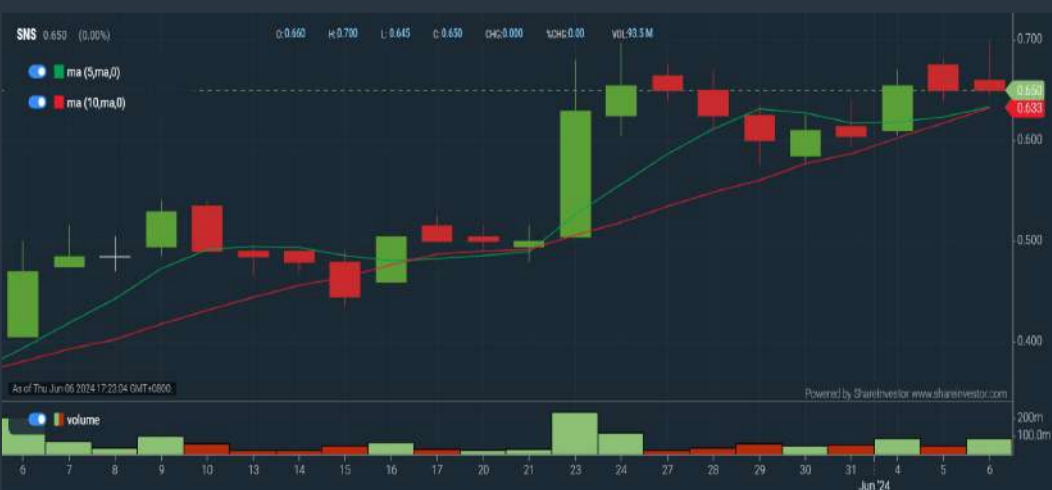 SNS 0.650 (0.00%) O:0.660 H:0.700 L: 0.645 C: 0.650 CHG:0.000 %CHG:0.00 VOL:93.5 M
ma (5,ma,0)
ma (10,ma,0)
0.700
0.650
0.633
0.600
0.500
0.400
As of Thu Jun 06 2024 17:23:04 GMT+0800
Powered by ShareInvestor www.shareinvestor.com
volume
200m
100.0m
6 7 8 9 10 13 14 15 16 17 20 21 23 24 27 28 29 30 31 4 5 6
Jun '24